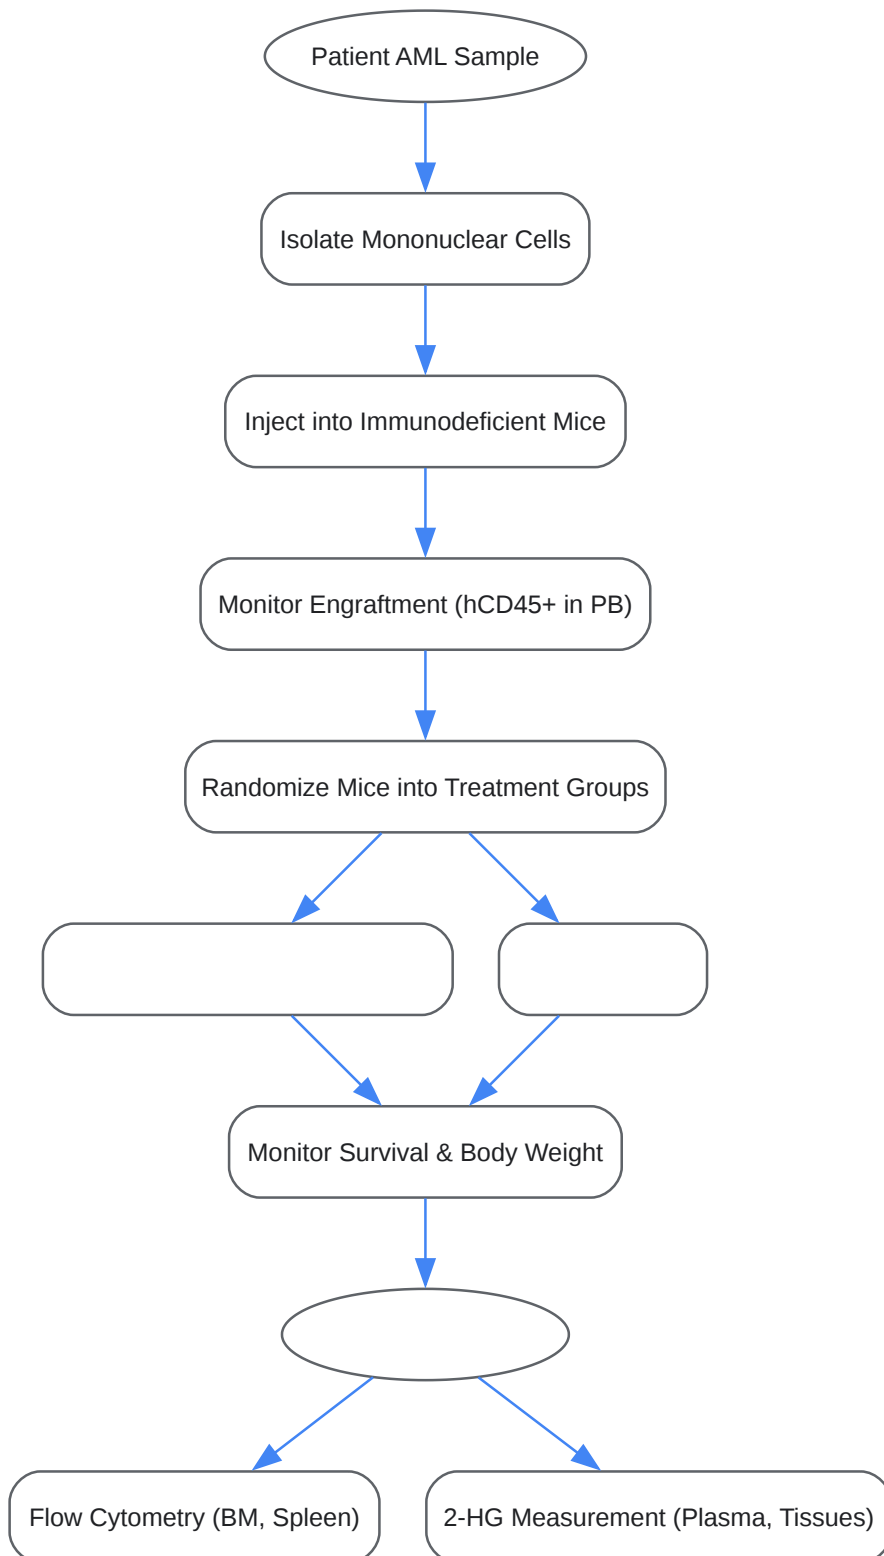 Patient AML Sample
Isolate Mononuclear Cells
Inject into Immunodeficient Mice
Monitor Engraftment (hCD45+ in PB)
Randomize Mice into Treatment Groups
Monitor Survival & Body Weight
Flow Cytometry (BM, Spleen)
2-HG Measurement (Plasma, Tissues)